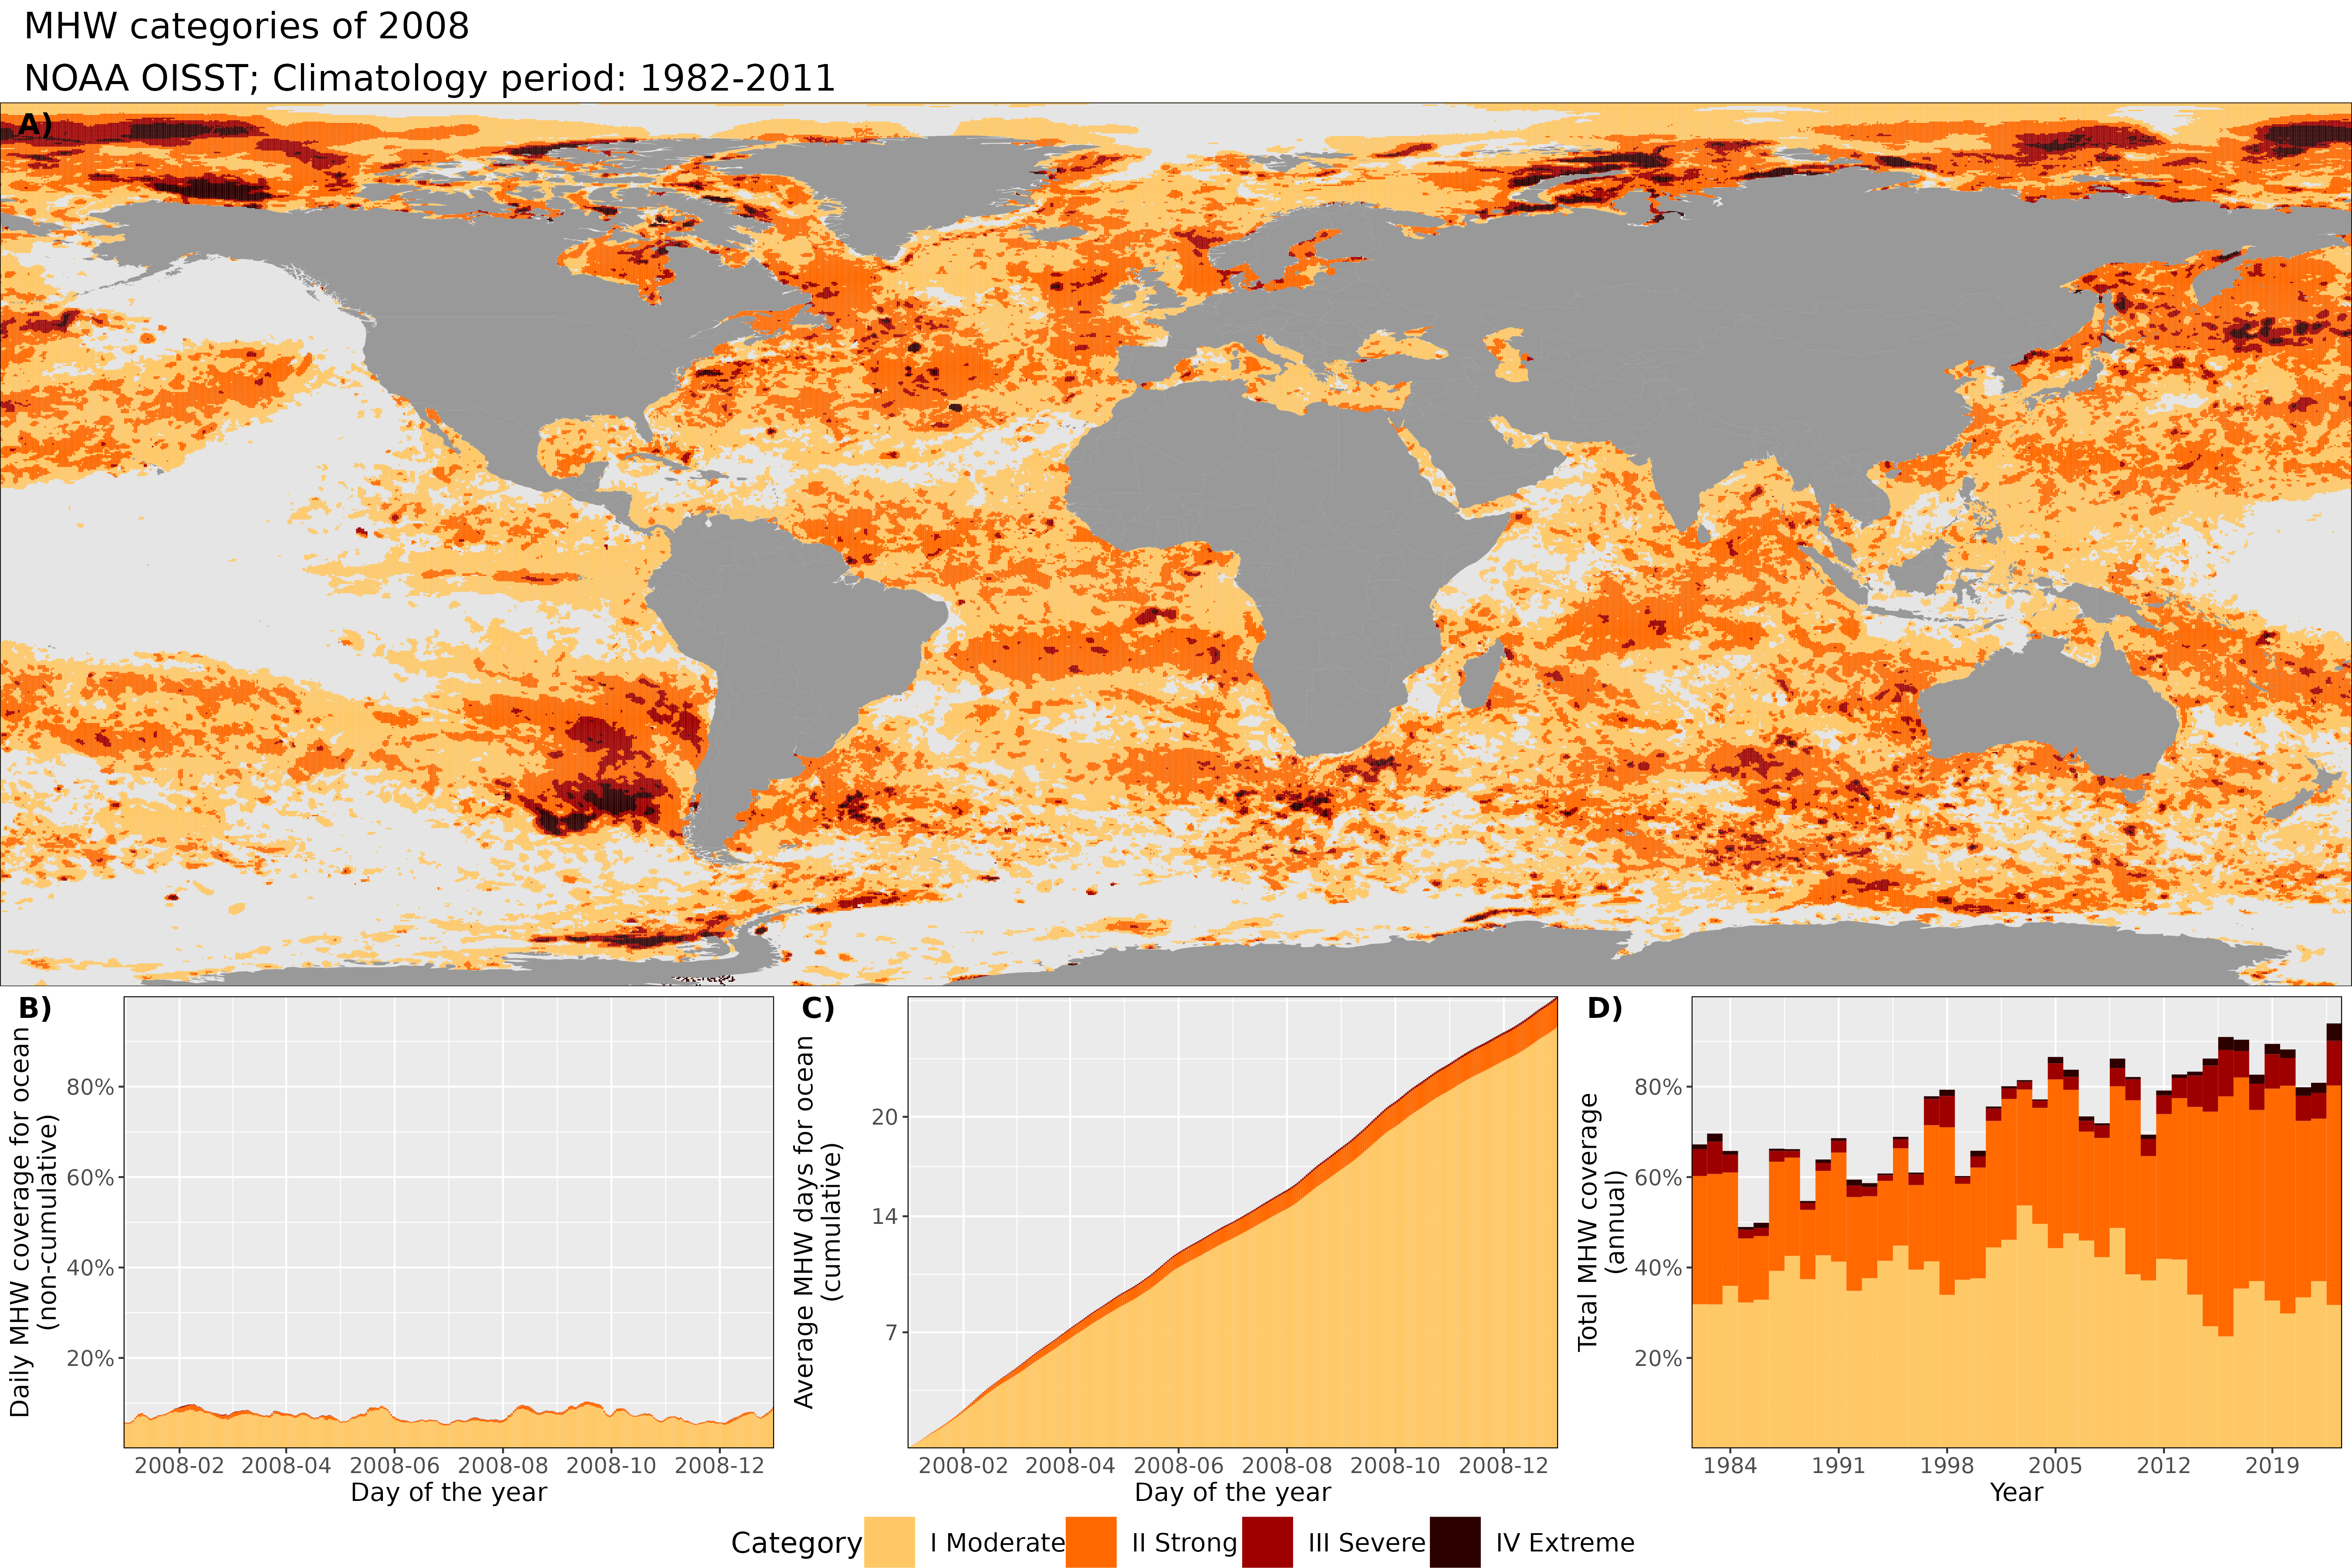 MHW categories of 2008
NOAA OISST; Climatology period: 1982-2011
A)
B)
Daily MHW coverage for ocean
(non-cumulative)
80%
60%
40%
20%
2008-02 2008-04 2008-06 2008-08 2008-10 2008-12
Day of the year
C)
Average MHW days for ocean
(cumulative)
20
14
7
2008-02 2008-04 2008-06 2008-08 2008-10 2008-12
Day of the year
D)
Total MHW coverage
(annual)
80%
60%
40%
20%
1984 1991 1998 2005 2012 2019
Year
Category I Moderate II Strong III Severe IV Extreme